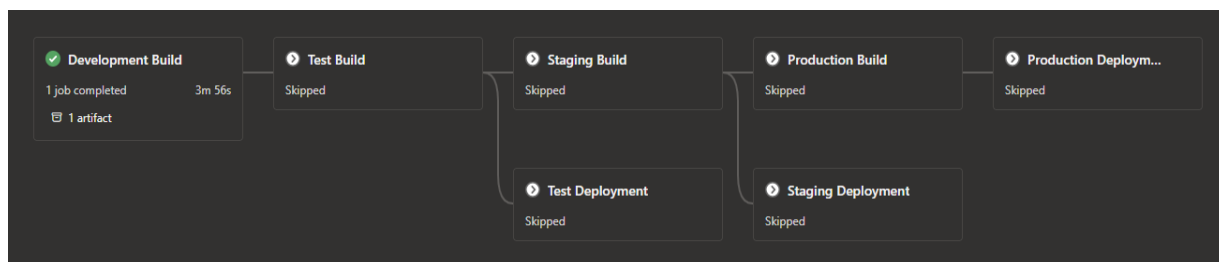 Development Build
1 job completed 3m 56s
1 artifact
Test Build
Skipped
Staging Build
Skipped
Production Build
Skipped
Production Deploym...
Skipped
Test Deployment
Skipped
Staging Deployment
Skipped